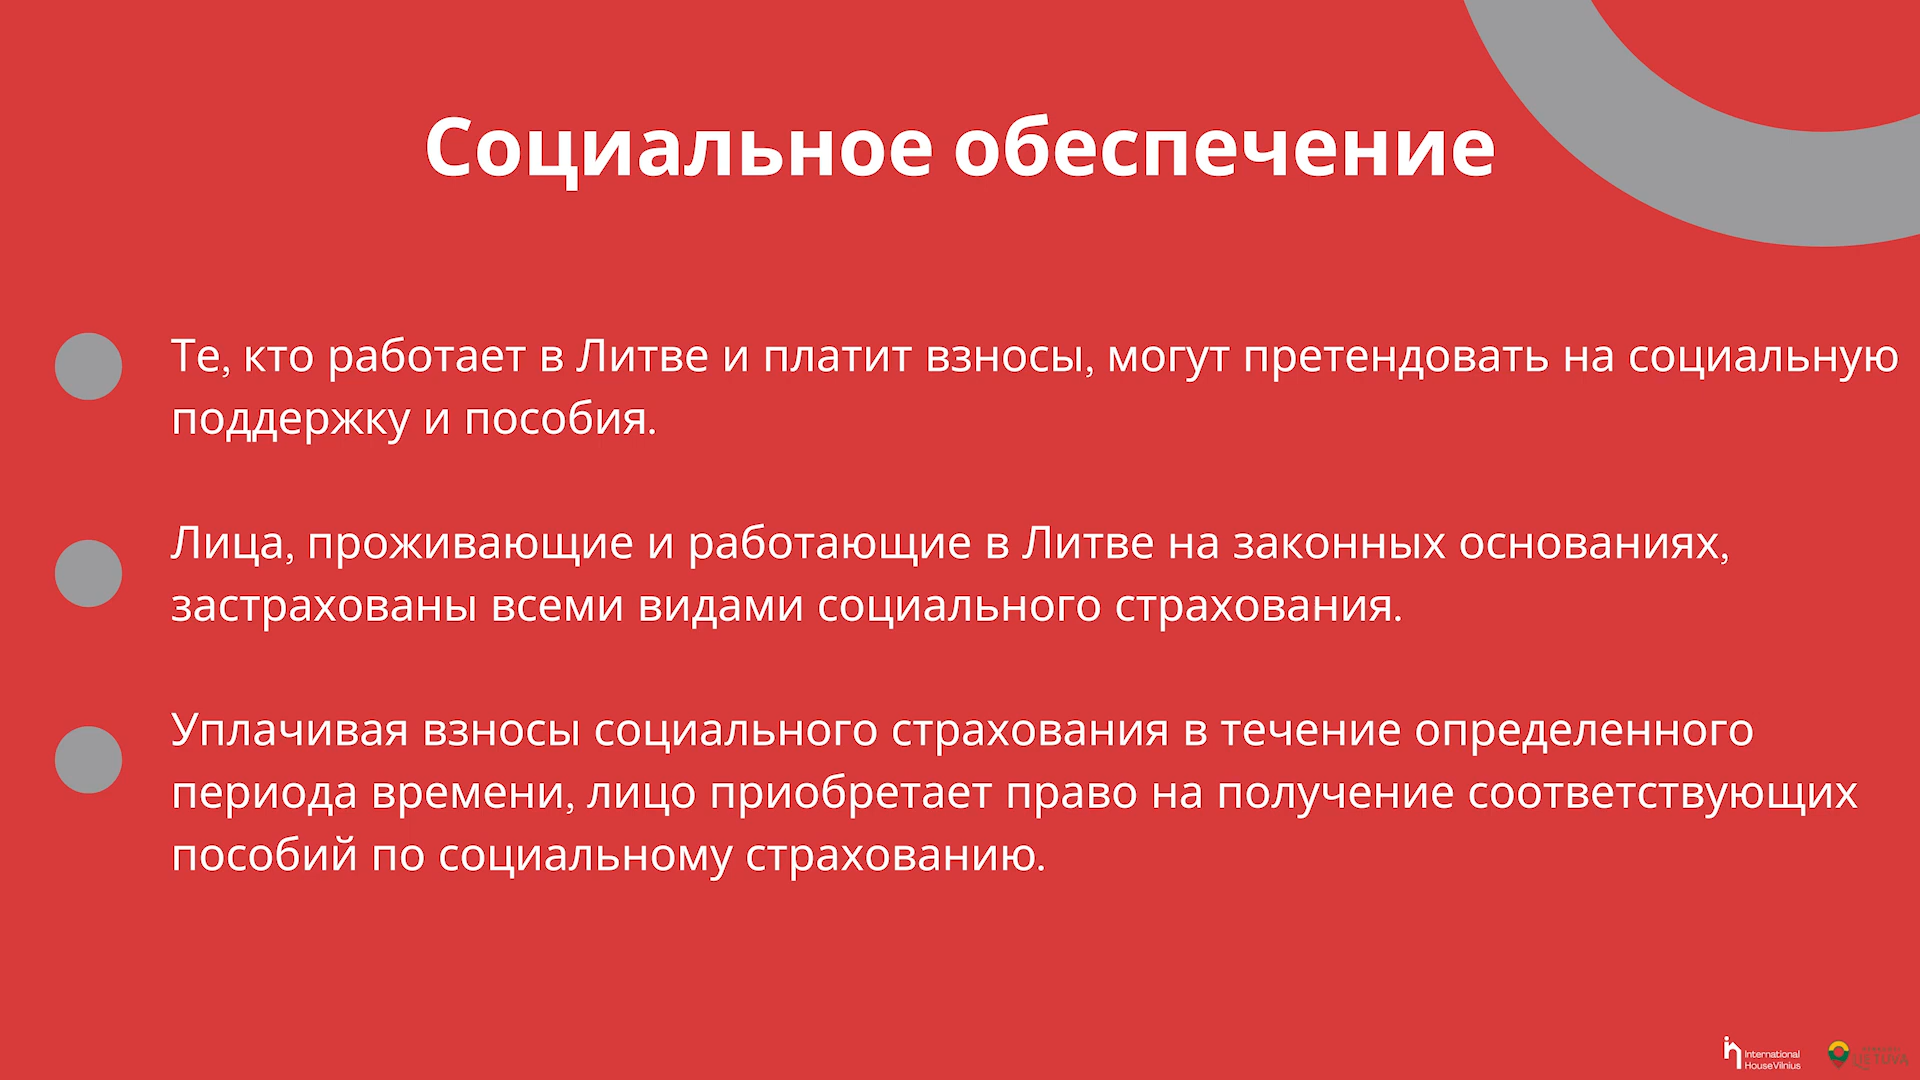 Социальное обеспечение
Те, кто работает в Литве и платит взносы, могут претендовать на социальную
поддержку и пособия.
Лица, проживающие и работающие в Литве на законных основаниях,
застрахованы всеми видами социального страхования.
Уплачивая взносы социального страхования в течение определенного
периода времени, лицо приобретает право на получение соответствующих
пособий по социальному страхованию.
International
House Vilnius